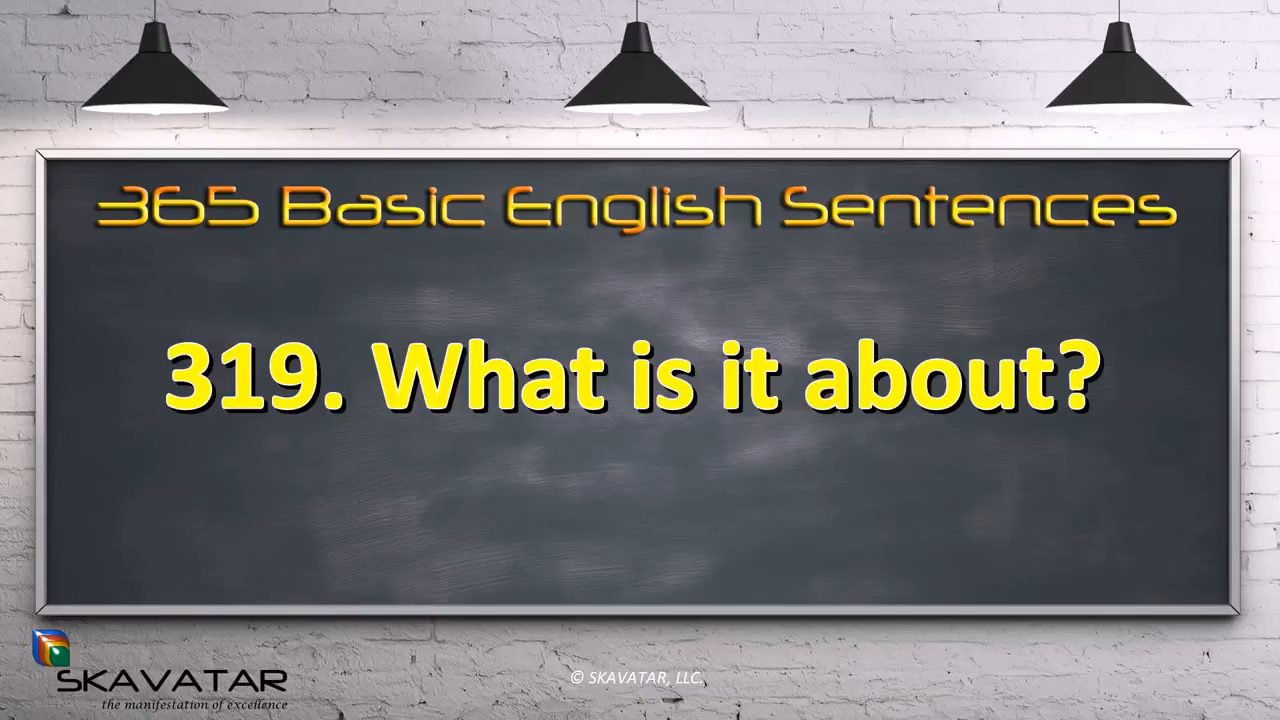 365 Basic English Sentences
319. What is it about?
SKAVATAR
the manifestation of excellence
© SKAVATAR, LLC.